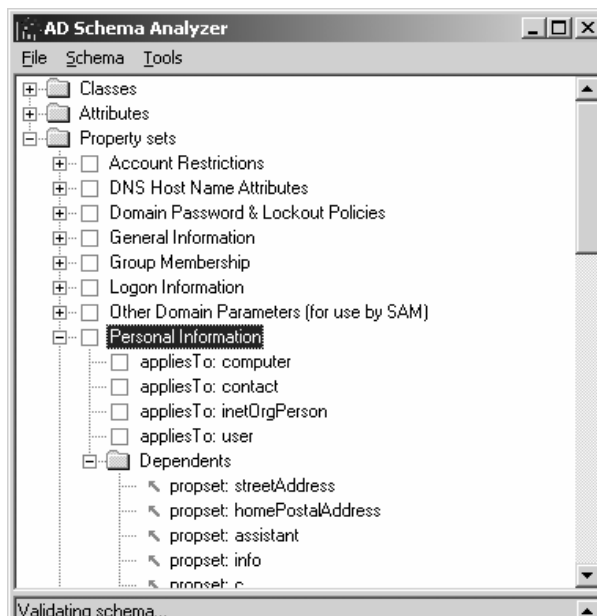 AD Schema Analyzer
File Schema Tools
Classes
Attributes
Property sets
Account Restrictions
DNS Host Name Attributes
Domain Password & Lockout Policies
General Information
Group Membership
Logon Information
Other Domain Parameters (for use by SAM)
Personal Information
appliesTo: computer
appliesTo: contact
appliesTo: inetOrgPerson
appliesTo: user
Dependents
propset: streetAddress
propset: homePostalAddress
propset: assistant
propset: info
propset: c
Validating schema...